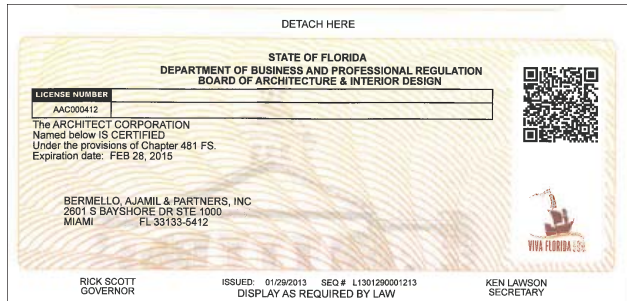 DETACH HERE
STATE OF FLORIDA
DEPARTMENT OF BUSINESS AND PROFESSIONAL REGULATION
BOARD OF ARCHITECTURE & INTERIOR DESIGN
LICENSE NUMBER
AAC000412
The ARCHITECT CORPORATION
Named below IS CERTIFIED
Under the provisions of Chapter 481 FS.
Expiration date: FEB 28, 2015
BERMELLO, AJAMIL & PARTNERS, INC
2601 S BAYSHORE DR STE 1000
MIAMI FL 33133-5412
VIVA FLORIDA 500
RICK SCOTT
GOVERNOR
ISSUED: 01/29/2013 SEQ # L1301290001213
DISPLAY AS REQUIRED BY LAW
KEN LAWSON
SECRETARY